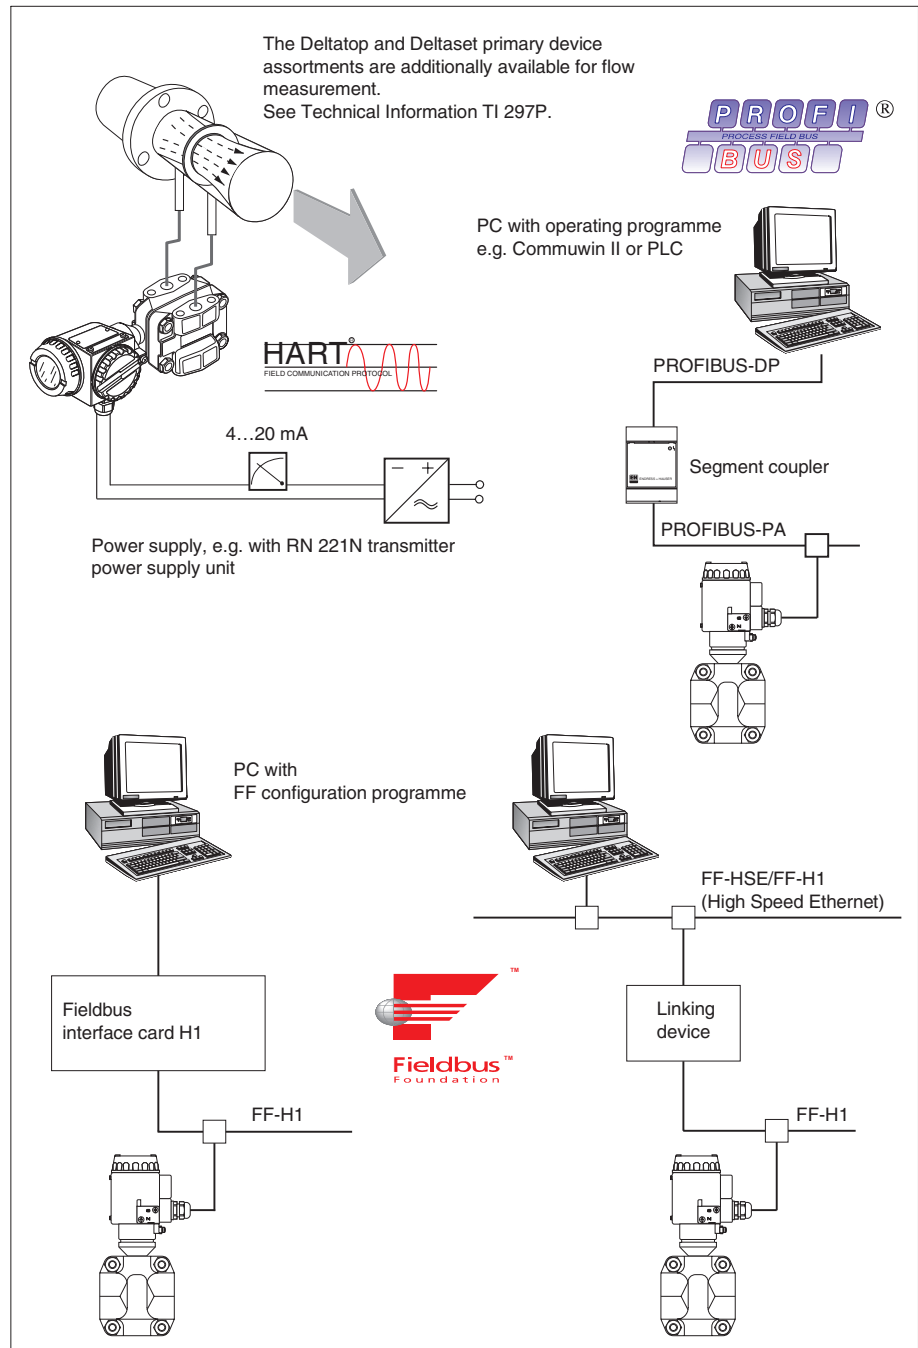 The Deltatop and Deltaset primary device
assortments are additionally available for flow
measurement.
See Technical Information TI 297P.
PROFI ®
PROCESS FIELD BUS
BUS
PC with operating programme
e.g. Commuwin II or PLC
HART
FIELD COMMUNICATION PROTOCOL
PROFIBUS-DP
4…20 mA
Segment coupler
ENDRESS + HAUSER
PROFIBUS-PA
Power supply, e.g. with RN 221N transmitter
power supply unit
PC with
FF configuration programme
FF-HSE/FF-H1
(High Speed Ethernet)
Fieldbus
interface card H1
TM
Fieldbus TM
Foundation
Linking
device
FF-H1
FF-H1